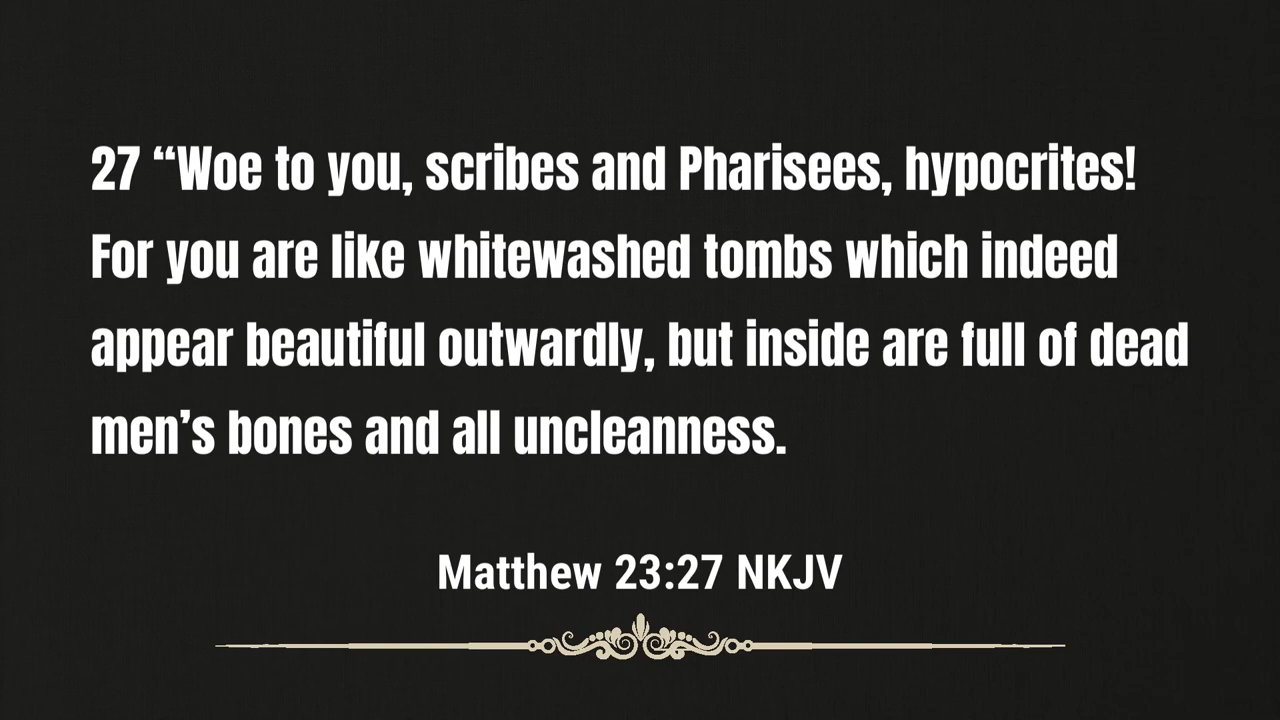 27 “Woe to you, scribes and Pharisees, hypocrites!
For you are like whitewashed tombs which indeed
appear beautiful outwardly, but inside are full of dead
men’s bones and all uncleanness.
Matthew 23:27 NKJV